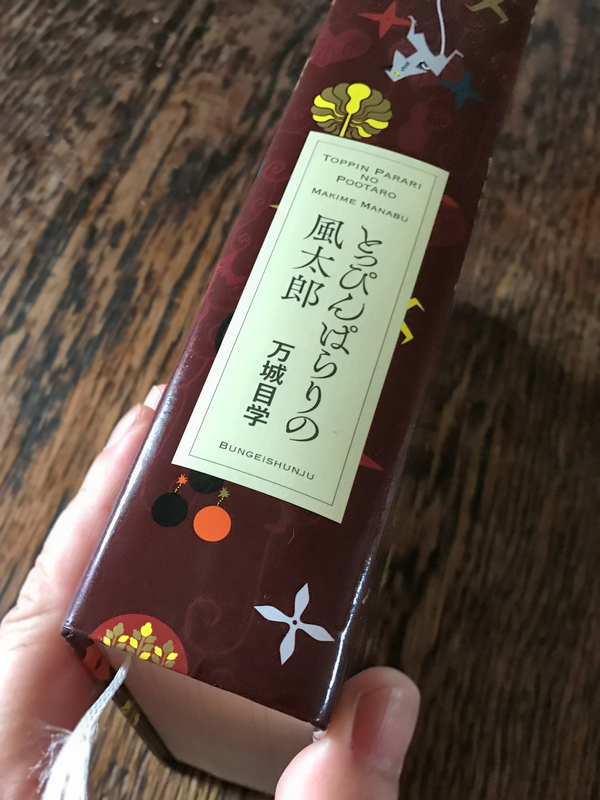 TOPPIN PARARI
NO
POOTARO
MAKIME MANABU
とっぴんぱらりの
風太郎
万城目学
BUNGEISHUNJU